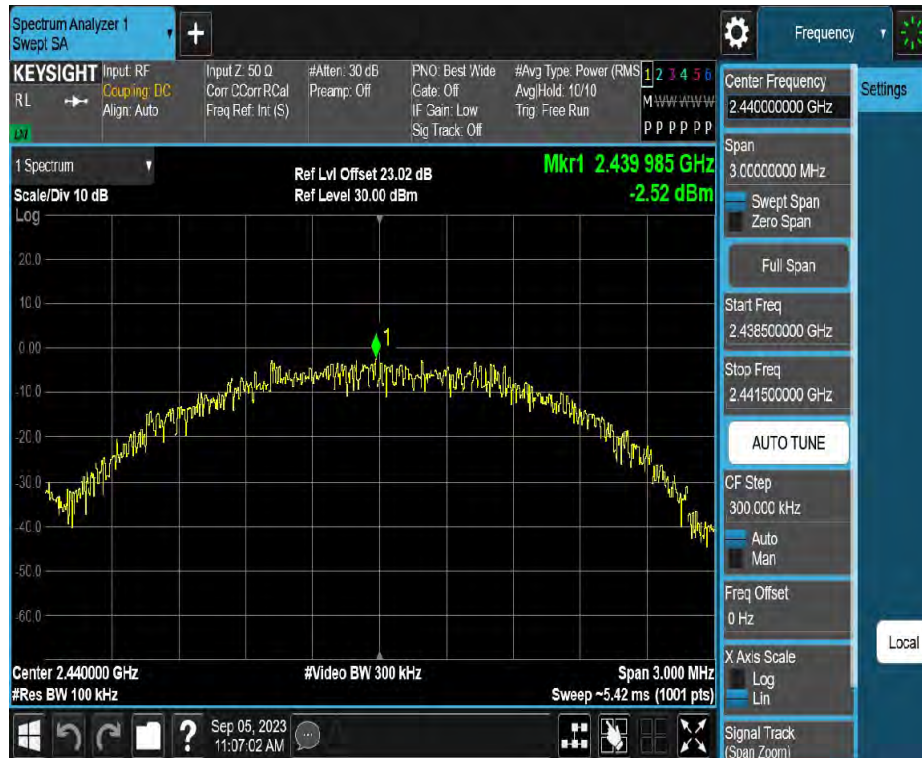 Spectrum Analyzer 1
Swept SA
+
Frequency
KEYSIGHT
RL
Input: RF
Coupling: DC
Align: Auto
Input Z: 50 Ω
Corr CCorr RCal
Freq Ref: Int (S)
#Atten: 30 dB
Preamp: Off
PNO: Best Wide
Gate: Off
IF Gain: Low
Sig Track: Off
#Avg Type: Power (RMS
Avg|Hold: 10/10
Trig: Free Run
1 2 3 4 5 6
M W W W W W
P P P P P P
1 Spectrum
Scale/Div 10 dB
Log
Ref Lvl Offset 23.02 dB
Ref Level 30.00 dBm
Mkr1 2.439 985 GHz
-2.52 dBm
20.0
10.0
0.00
-10.0
-20.0
-30.0
-40.0
-50.0
-60.0
1
Center 2.440000 GHz
#Res BW 100 kHz
#Video BW 300 kHz
Span 3.000 MHz
Sweep ~5.42 ms (1001 pts)
?
Sep 05, 2023
11:07:02 AM
Center Frequency
2.440000000 GHz
Span
3.00000000 MHz
Swept Span
Zero Span
Full Span
Start Freq
2.438500000 GHz
Stop Freq
2.441500000 GHz
AUTO TUNE
CF Step
300.000 kHz
Auto
Man
Freq Offset
0 Hz
X Axis Scale
Log
Lin
Signal Track
(Span Zoom)
Settings
Local